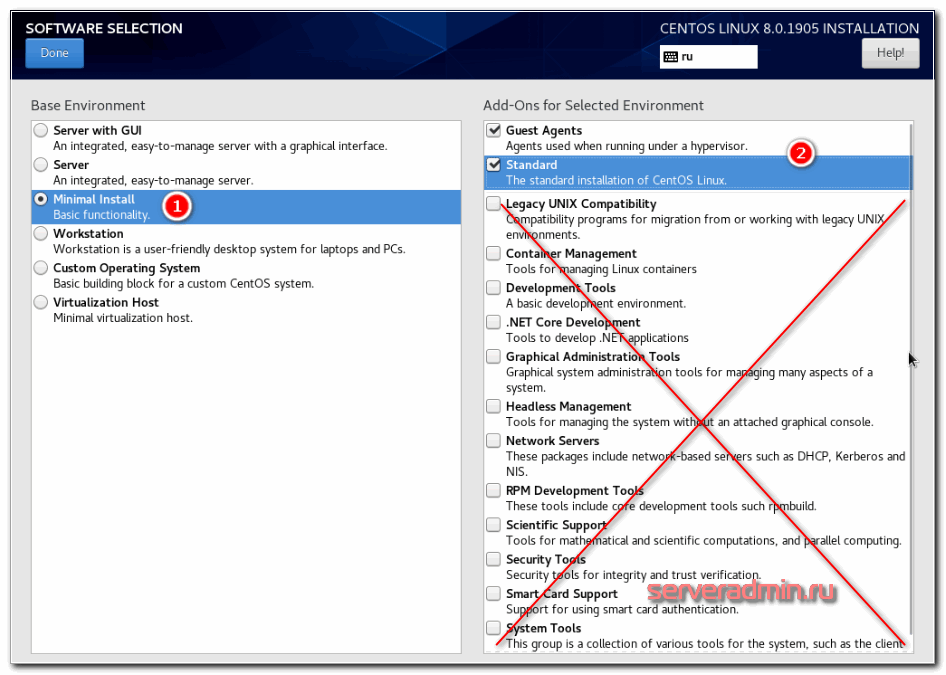 SOFTWARE SELECTION
CENTOS LINUX 8.0.1905 INSTALLATION
Done
ru
Help!
Base Environment
Server with GUI
An integrated, easy-to-manage server with a graphical interface.
Server
An integrated, easy-to-manage server.
Minimal Install
Basic functionality.
1
Workstation
Workstation is a user-friendly desktop system for laptops and PCs.
Custom Operating System
Basic building block for a custom CentOS system.
Virtualization Host
Minimal virtualization host.
Add-Ons for Selected Environment
Guest Agents
Agents used when running under a hypervisor.
2
Standard
The standard installation of CentOS Linux.
Legacy UNIX Compatibility
Compatibility programs for migration from or working with legacy UNIX
environments.
Container Management
Tools for managing Linux containers
Development Tools
A basic development environment.
.NET Core Development
Tools to develop .NET applications
Graphical Administration Tools
Graphical system administration tools for managing many aspects of a
system.
Headless Management
Tools for managing the system without an attached graphical console.
Network Servers
These packages include network-based servers such as DHCP, Kerberos and
NIS.
RPM Development Tools
These tools include core development tools such rpmbuild.
Scientific Support
Tools for mathematical and scientific computations, and parallel computing.
Security Tools
Security tools for integrity and trust verification.
serveradmin.ru
Smart Card Support
Support for using smart card authentication.
System Tools
This group is a collection of various tools for the system, such as the client